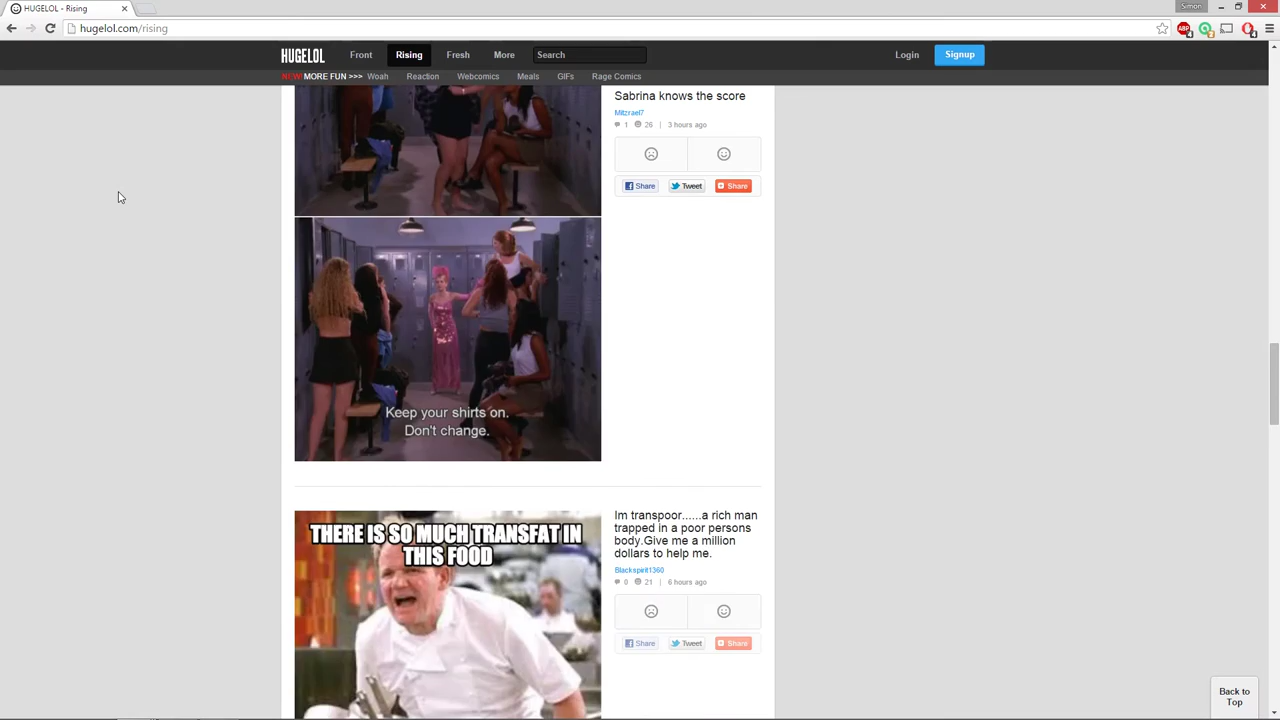 HUGELOL - Rising
Simon
hugelol.com/rising
HUGELOL
Front
Rising
Fresh
More
Search
Login
Signup
NEW! MORE FUN >>>
Woah
Reaction
Webcomics
Meals
GIFs
Rage Comics
Sabrina knows the score
Mitzrael7
1
26
|
3 hours ago
Share
Tweet
Share
Keep your shirts on.
Don't change.
THERE IS SO MUCH TRANSFAT IN
THIS FOOD
Im transpoor......a rich man
trapped in a poor persons
body.Give me a million
dollars to help me.
Blackspirit1360
0
21
|
6 hours ago
Share
Tweet
Share
Back to
Top